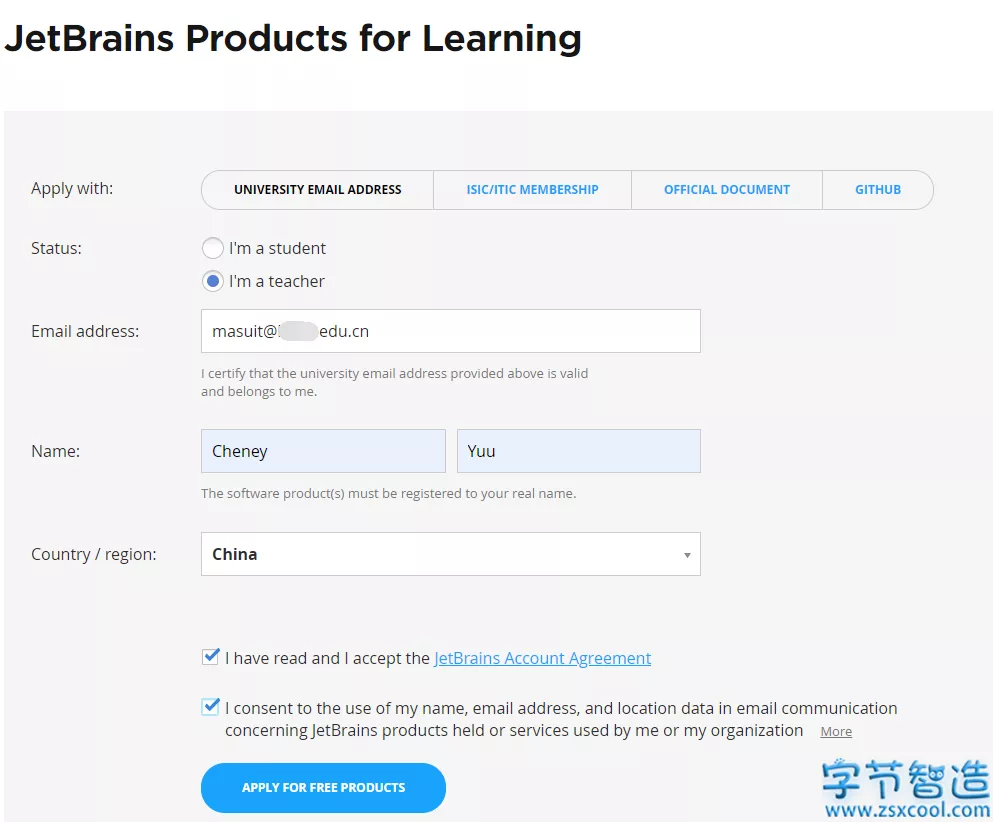 JetBrains Products for Learning
Apply with:
UNIVERSITY EMAIL ADDRESS
ISIC/ITIC MEMBERSHIP
OFFICIAL DOCUMENT
GITHUB
Status:
I'm a student
I'm a teacher
Email address:
masuit@ edu.cn
I certify that the university email address provided above is valid
and belongs to me.
Name:
Cheney
Yuu
The software product(s) must be registered to your real name.
Country / region:
China
I have read and I accept the JetBrains Account Agreement
I consent to the use of my name, email address, and location data in email communication
concerning JetBrains products held or services used by me or my organization More
APPLY FOR FREE PRODUCTS
字节智造
www.zsxcool.com